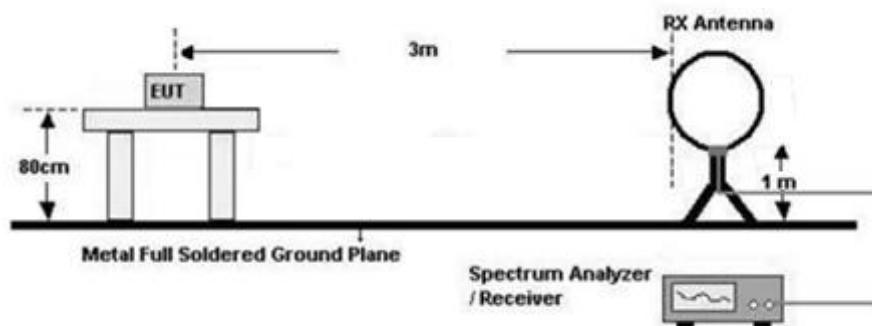 RX Antenna
3m
EUT
80cm
1 m
Metal Full Soldered Ground Plane
Spectrum Analyzer
/ Receiver